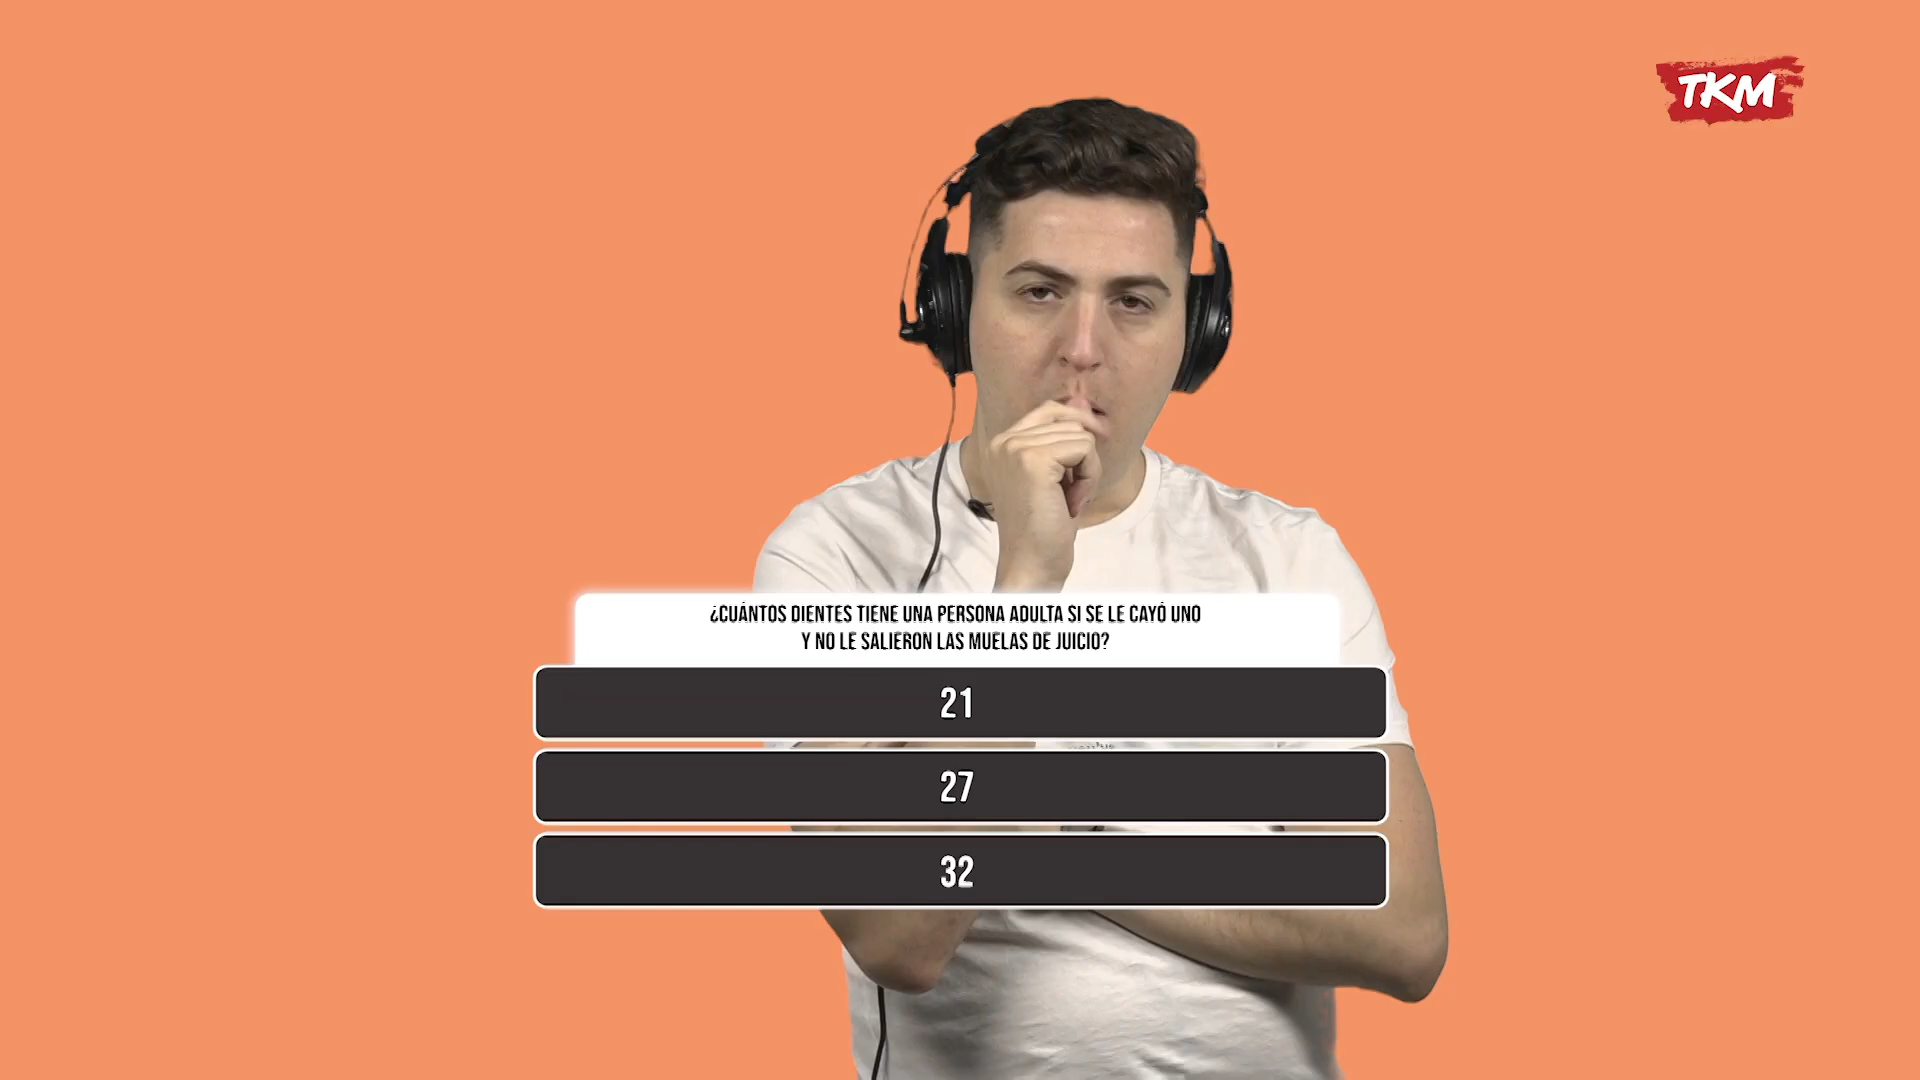 TKM
¿CUÁNTOS DIENTES TIENE UNA PERSONA ADULTA SI SE LE CAYÓ UNO
Y NO LE SALIERON LAS MUELAS DE JUICIO?
21
27
32